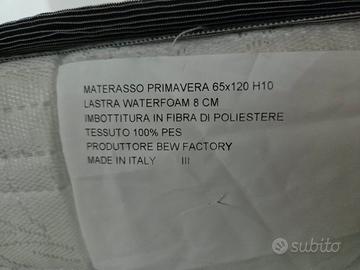 MATERASSO PRIMAVERA 65x120 H10
LASTRA WATERFOAM 8 CM
IMBOTTITURA IN FIBRA DI POLIESTERE
TESSUTO 100% PES
PRODUTTORE BEW FACTORY
MADE IN ITALY III
subito